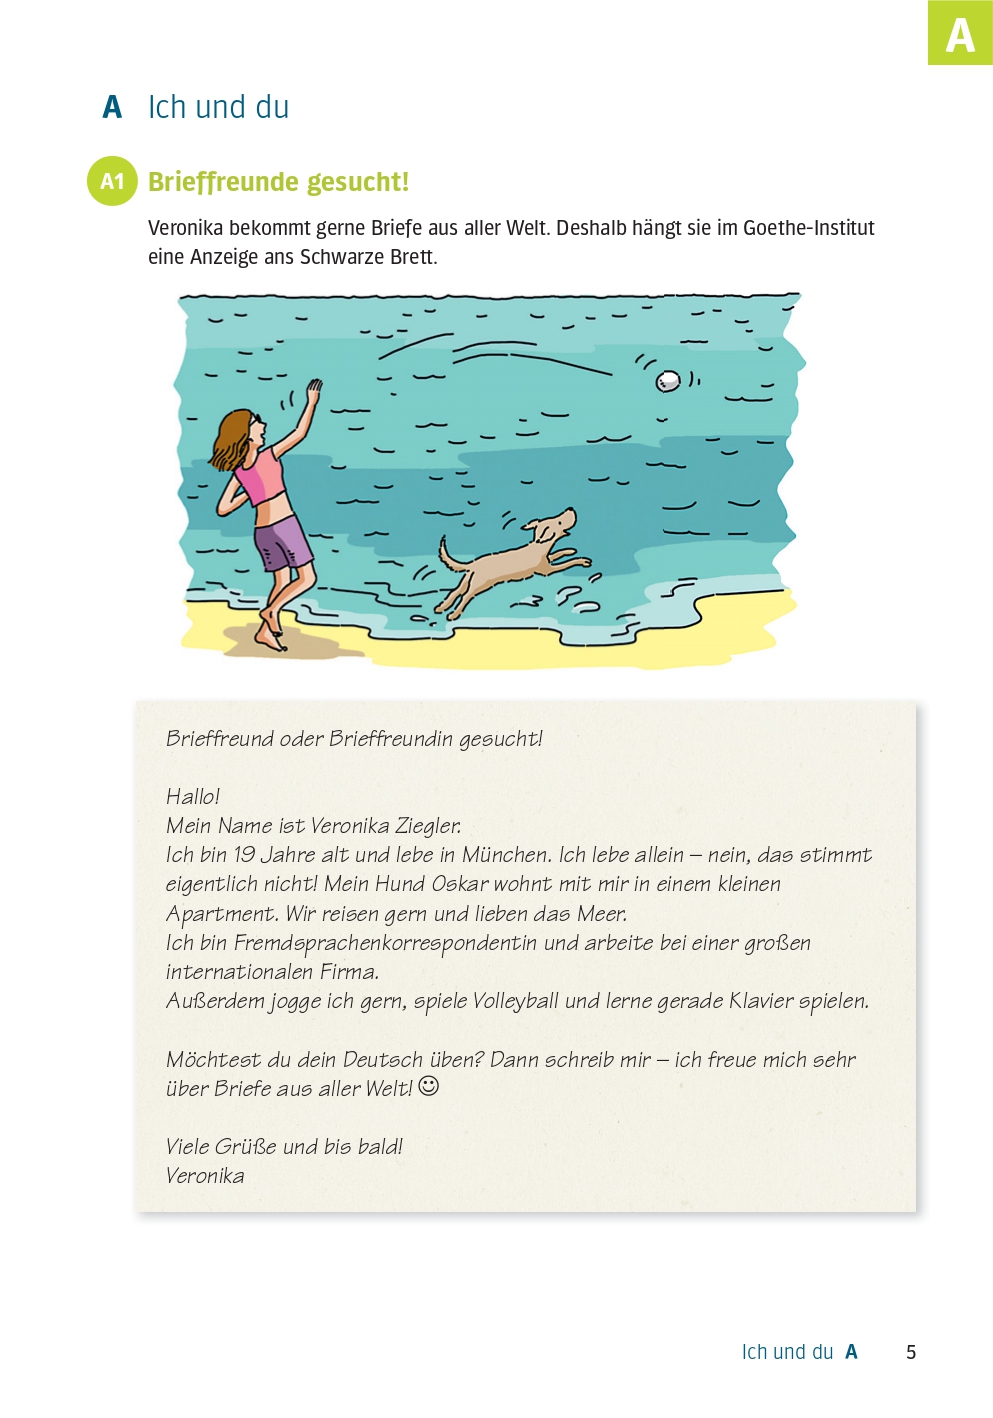 A
A Ich und du
A1 Brieffreunde gesucht!
Veronika bekommt gerne Briefe aus aller Welt. Deshalb hängt sie im Goethe-Institut
eine Anzeige ans Schwarze Brett.
Brieffreund oder Brieffreundin gesucht!
Hallo!
Mein Name ist Veronika Ziegler.
Ich bin 19 Jahre alt und lebe in München. Ich lebe allein – nein, das stimmt
eigentlich nicht! Mein Hund Oskar wohnt mit mir in einem kleinen
Apartment. Wir reisen gern und lieben das Meer.
Ich bin Fremdsprachenkorrespondentin und arbeite bei einer großen
internationalen Firma.
Außerdem jogge ich gern, spiele Volleyball und lerne gerade Klavier spielen.
Möchtest du dein Deutsch üben? Dann schreib mir – ich freue mich sehr
über Briefe aus aller Welt! ☺
Viele Grüße und bis bald!
Veronika
Ich und du A 5